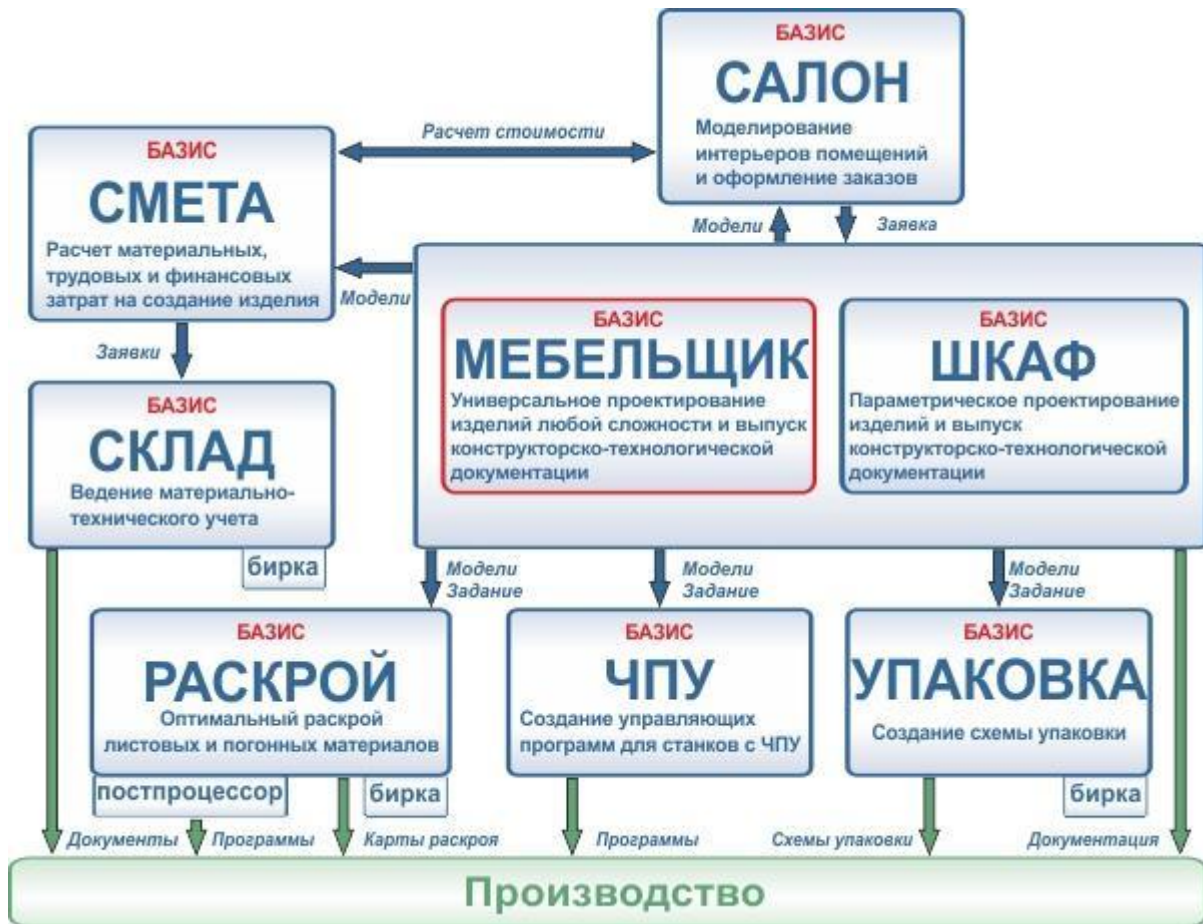 БАЗИС
САЛОН
Моделирование
интерьеров помещений
и оформление заказов
Расчет стоимости
БАЗИС
СМЕТА
Расчет материальных,
трудовых и финансовых
затрат на создание изделия
Модели
Заявка
Модели
БАЗИС
МЕБЕЛЬЩИК
Универсальное проектирование
изделий любой сложности и выпуск
конструкторско-технологической
документации
БАЗИС
ШКАФ
Параметрическое проектирование
изделий и выпуск
конструкторско-технологической
документации
Заявки
БАЗИС
СКЛАД
Ведение материально-
технического учета
бирка
Модели
Задание
Модели
Задание
Модели
Задание
БАЗИС
РАСКРОЙ
Оптимальный раскрой
листовых и погонных материалов
постпроцессор
бирка
БАЗИС
ЧПУ
Создание управляющих
программ для станков с ЧПУ
БАЗИС
УПАКОВКА
Создание схемы упаковки
бирка
Документы
Программы
Карты раскроя
Программы
Схемы упаковки
Документация
Производство